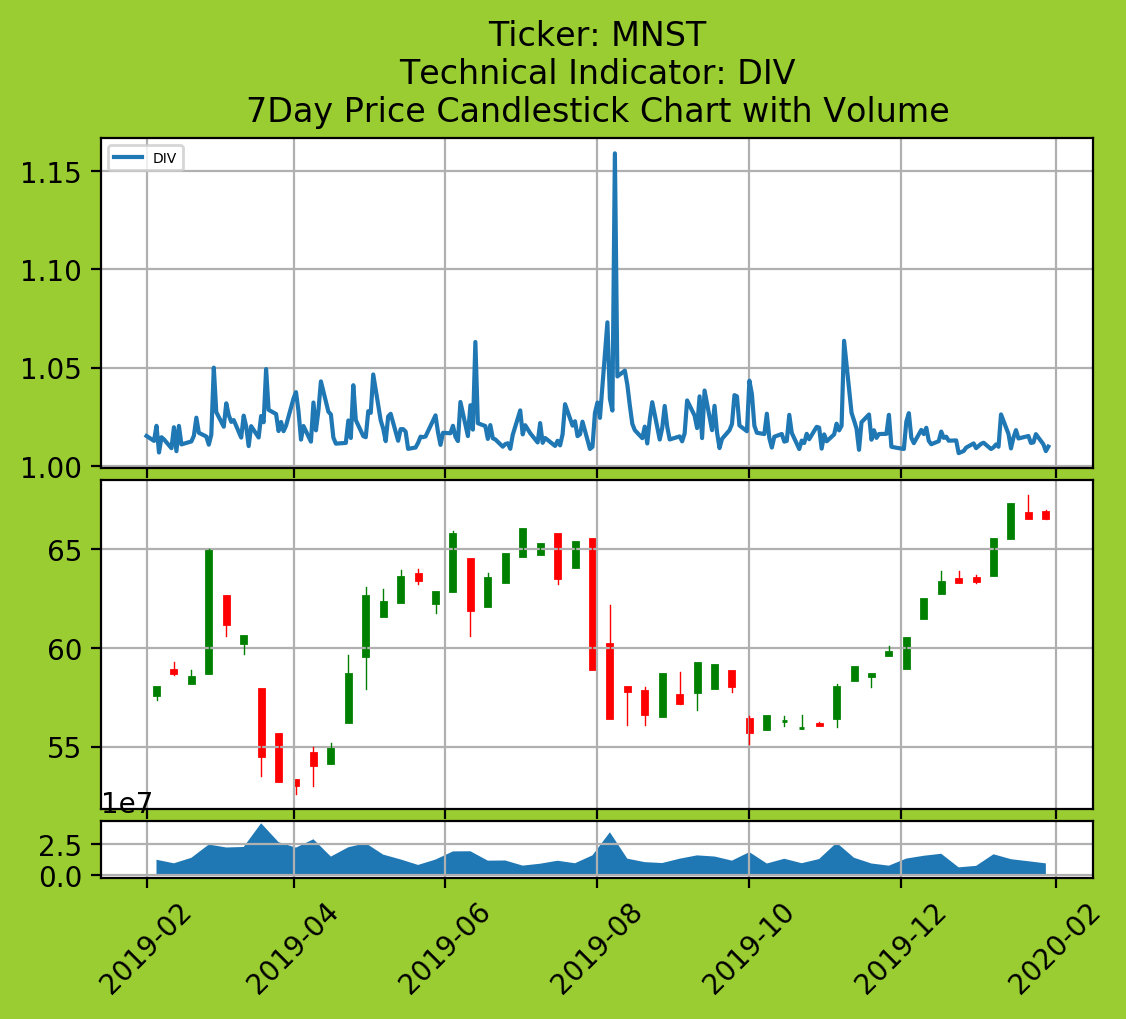 Ticker: MNST
Technical Indicator: DIV
7Day Price Candlestick Chart with Volume
DIV
1.15
1.10
1.05
1.00
65
60
55
1e7
2.5
0.0
2019-02 2019-04 2019-06 2019-08 2019-10 2019-12 2020-02